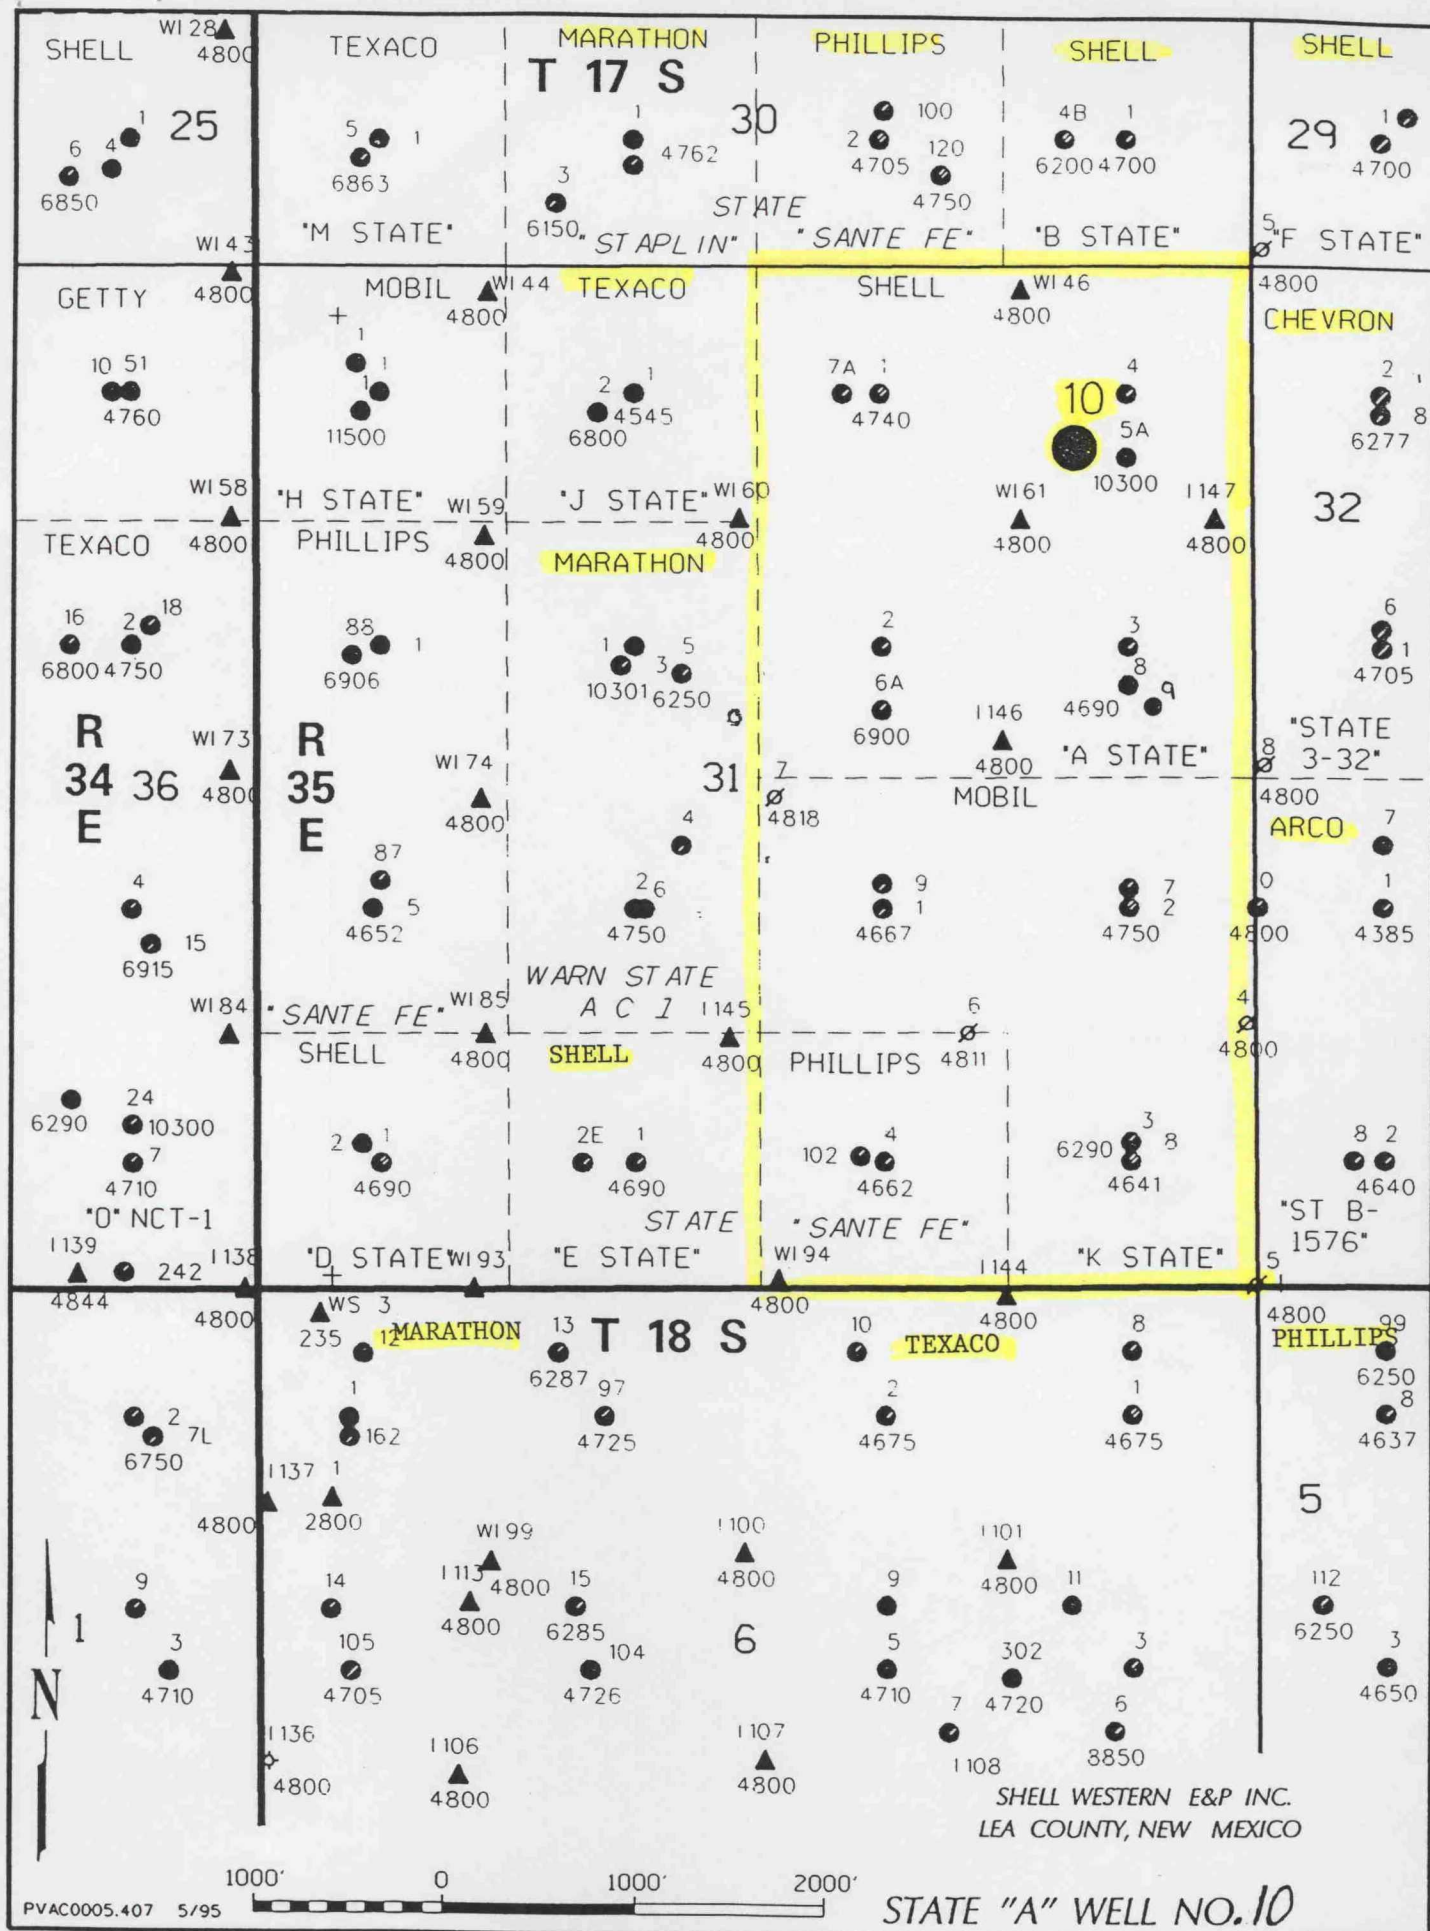 WI 28
4800
SHELL
TEXACO
MARATHON
PHILLIPS
SHELL
SHELL
T 17 S
25
30
29
1
4
6
6850
5
1
6863
"M STATE"
1
4762
3
6150
STATE
"STAPLIN"
100
2
4705
120
4750
"SANTE FE"
4B
1
6200
4700
"B STATE"
1
4700
5
"F STATE"
4800
WI 43
4800
GETTY
MOBIL
WI 44
4800
TEXACO
SHELL
WI 46
4800
CHEVRON
10
51
4760
1
1
1
11500
2
1
4545
6800
7A
1
4740
4
10
5A
10300
2
8
6277
WI 58
4800
"H STATE"
WI 59
4800
"J STATE"
WI 60
4800
WI 61
4800
I 147
4800
32
TEXACO
PHILLIPS
MARATHON
16
2
18
6800
4750
88
1
6906
1
5
3
10301
6250
2
6A
6900
3
8
4690
9
6
1
4705
R
34
E
36
WI 73
4800
R
35
E
WI 74
4800
31
7
4818
I 146
4800
"A STATE"
MOBIL
8
4800
"STATE
3-32"
ARCO
7
4
15
6915
87
5
4652
4
2
6
4750
9
1
4667
7
2
4750
0
4800
1
4385
WI 84
"SANTE FE"
WI 85
4800
WARN STATE
A C 1
I 145
4800
6
4811
4
4800
SHELL
SHELL
PHILLIPS
6290
24
10300
7
4710
2
1
4690
2E
1
4690
102
4
4662
3
6290
8
4641
8
2
4640
"O" NCT-1
I 139
4844
242
I 138
4800
"D STATE"
WI 93
"E STATE"
STATE
"SANTE FE"
WI 94
4800
I 144
4800
"K STATE"
5
4800
"ST B-
1576"
WS 3
235
12
MARATHON
13
6287
T 18 S
10
TEXACO
8
PHILLIPS
99
6250
2
7L
6750
1
162
97
4725
2
4675
1
4675
8
4637
I 137
4800
1
2800
5
WI 99
4800
I 113
4800
I 100
4800
I 101
4800
9
1
3
4710
14
105
4705
15
6285
104
4726
6
9
5
4710
302
4720
11
3
112
6250
3
4650
N
I 136
4800
I 106
4800
I 107
4800
7
1108
6
8850
SHELL WESTERN E&P INC.
LEA COUNTY, NEW MEXICO
1000'
0
1000'
2000'
PVAC0005.407 5/95
STATE "A" WELL NO. 10